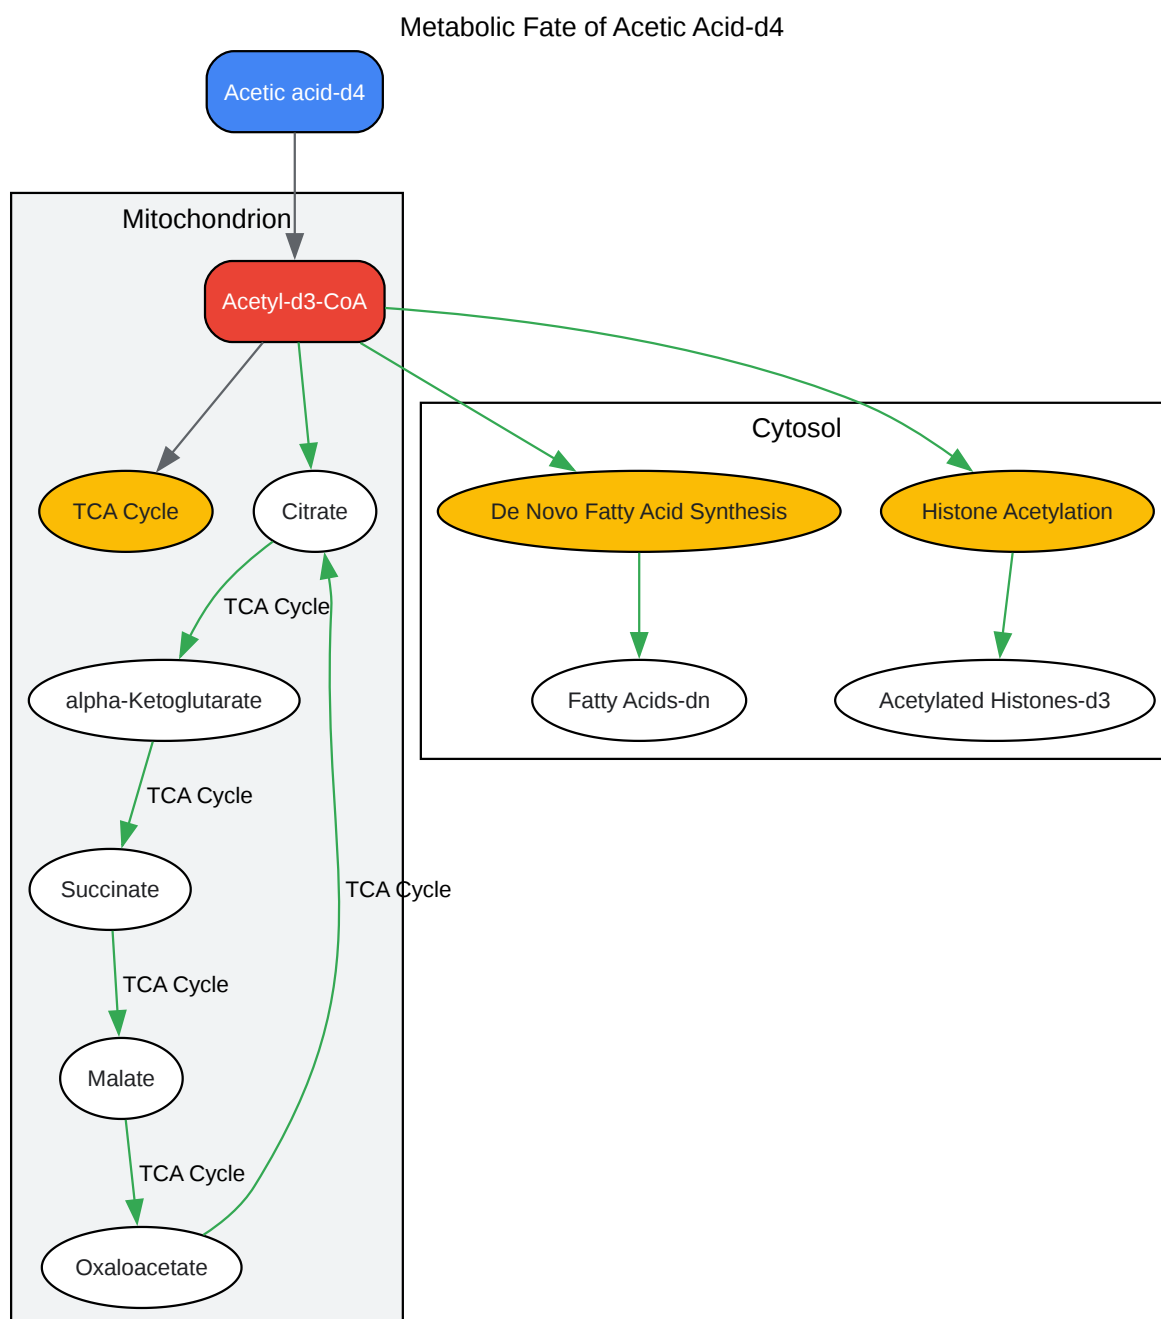 Metabolic Fate of Acetic Acid-d4
Acetic acid-d4
Mitochondrion
Acetyl-d3-CoA
Cytosol
TCA Cycle
Citrate
De Novo Fatty Acid Synthesis
Histone Acetylation
TCA Cycle
alpha-Ketoglutarate
Fatty Acids-dn
Acetylated Histones-d3
TCA Cycle
Succinate
TCA Cycle
TCA Cycle
Malate
TCA Cycle
Oxaloacetate